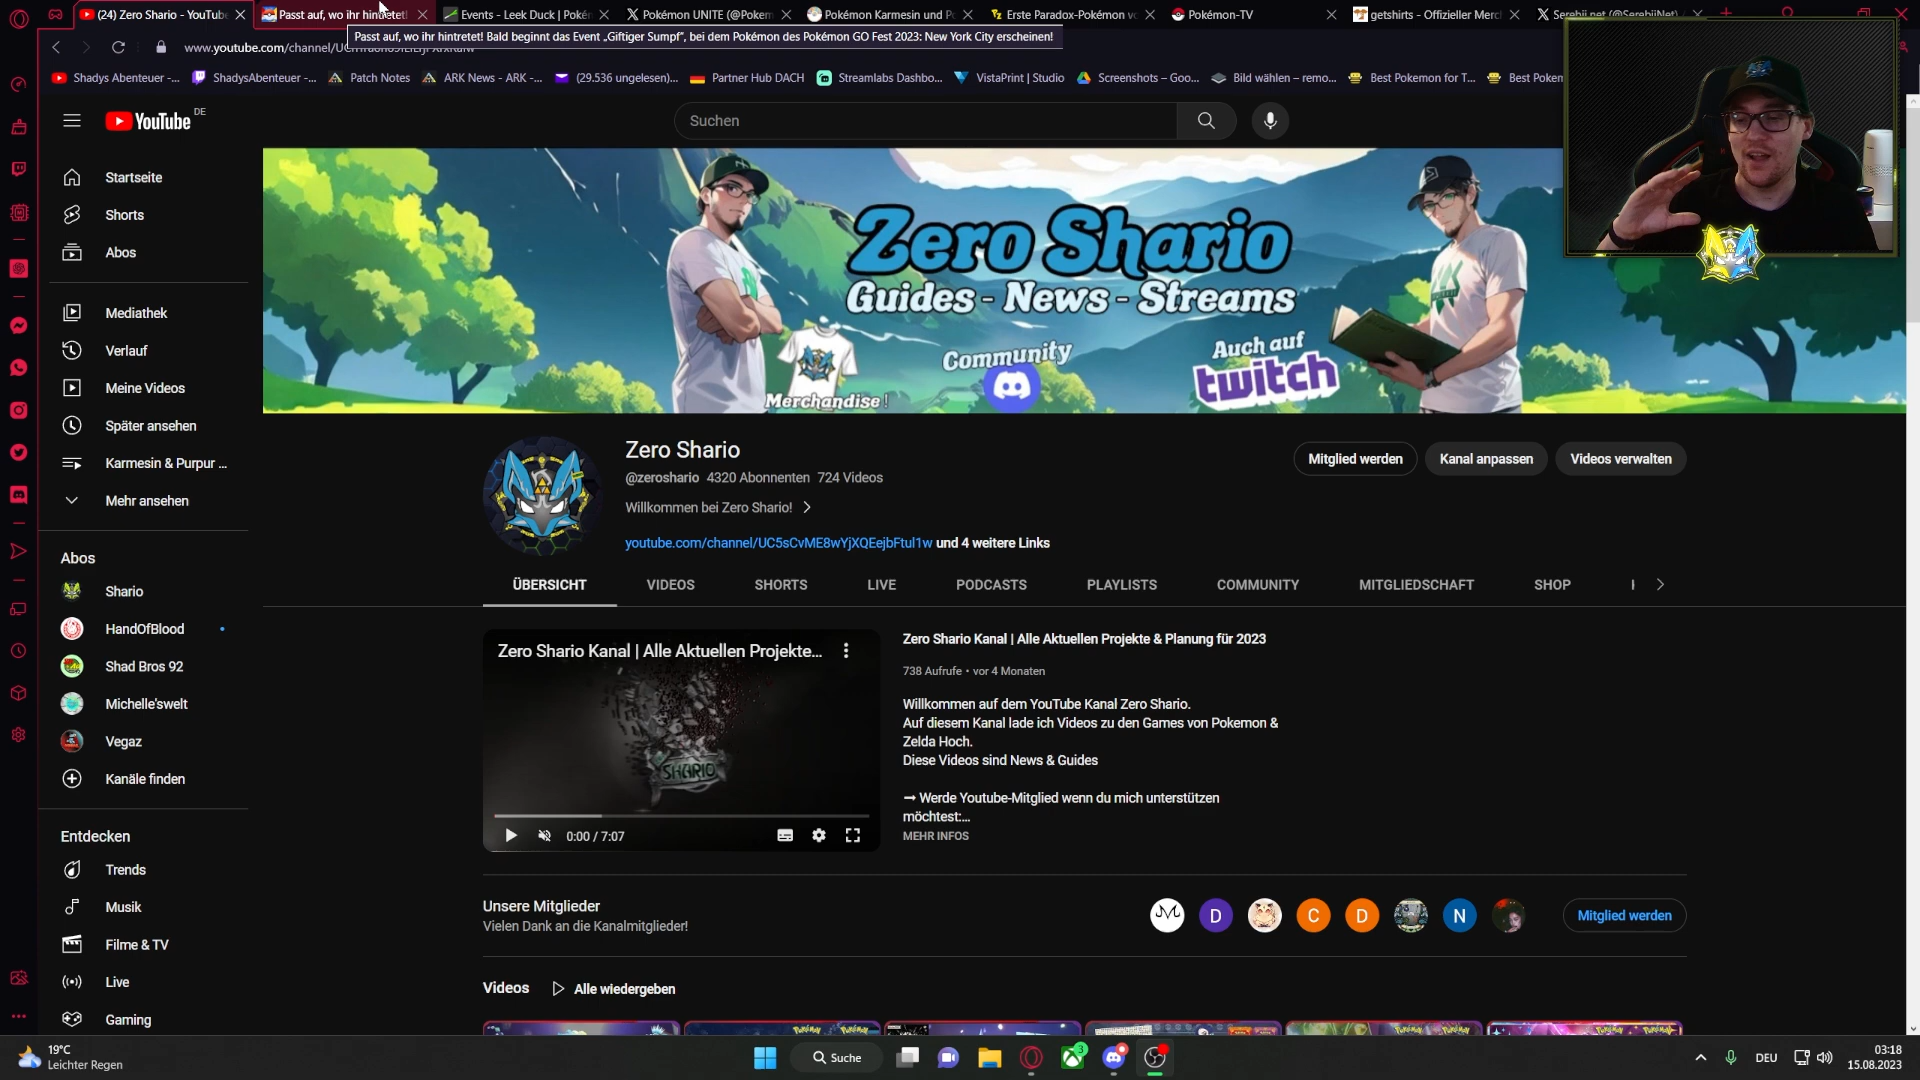 (24) Zero Shario - YouTube
Passt auf, wo ihr hintretet!
Events - Leek Duck | Poké
Pokémon UNITE (@Pokem
Pokémon Karmesin und P
Erste Paradox-Pokémon v
Pokémon-TV
getshirts - Offizieller Merc
Serebii.net (@SerebiiNet)
Passt auf, wo ihr hintretet! Bald beginnt das Event „Giftiger Sumpf“, bei dem Pokémon des Pokémon GO Fest 2023: New York City erscheinen!
Shadys Abenteuer -...
ShadysAbenteuer -...
Patch Notes
ARK News - ARK -...
(29.536 ungelesen)...
Partner Hub DACH
Streamlabs Dashbo...
VistaPrint | Studio
Screenshots – Goo...
Bild wählen – remo...
Best Pokemon for T...
Best Poken
YouTube DE
Suchen
Startseite
Shorts
Abos
Mediathek
Verlauf
Meine Videos
Später ansehen
Karmesin & Purpur ...
Mehr ansehen
Abos
Shario
HandOfBlood
Shad Bros 92
Michelle'swelt
Vegaz
Kanäle finden
Entdecken
Trends
Musik
Filme & TV
Live
Gaming
Zero Shario
Guides - News - Streams
Merchandise!
Community
Auch auf
twitch
Zero Shario
@zeroshario 4320 Abonnenten 724 Videos
Willkommen bei Zero Shario!
youtube.com/channel/UC5sCvME8wYjXQEejbFtul1w und 4 weitere Links
Mitglied werden
Kanal anpassen
Videos verwalten
ÜBERSICHT
VIDEOS
SHORTS
LIVE
PODCASTS
PLAYLISTS
COMMUNITY
MITGLIEDSCHAFT
SHOP
Zero Shario Kanal | Alle Aktuellen Projekte...
SHARIO
0:00 / 7:07
Zero Shario Kanal | Alle Aktuellen Projekte & Planung für 2023
738 Aufrufe • vor 4 Monaten
Willkommen auf dem YouTube Kanal Zero Shario.
Auf diesem Kanal lade ich Videos zu den Games von Pokemon &
Zelda Hoch.
Diese Videos sind News & Guides
→ Werde Youtube-Mitglied wenn du mich unterstützen
möchtest:...
MEHR INFOS
Unsere Mitglieder
Vielen Dank an die Kanalmitglieder!
D
C
D
N
Mitglied werden
Videos
Alle wiedergeben
19°C
Leichter Regen
Suche
3
DEU
03:18
15.08.2023